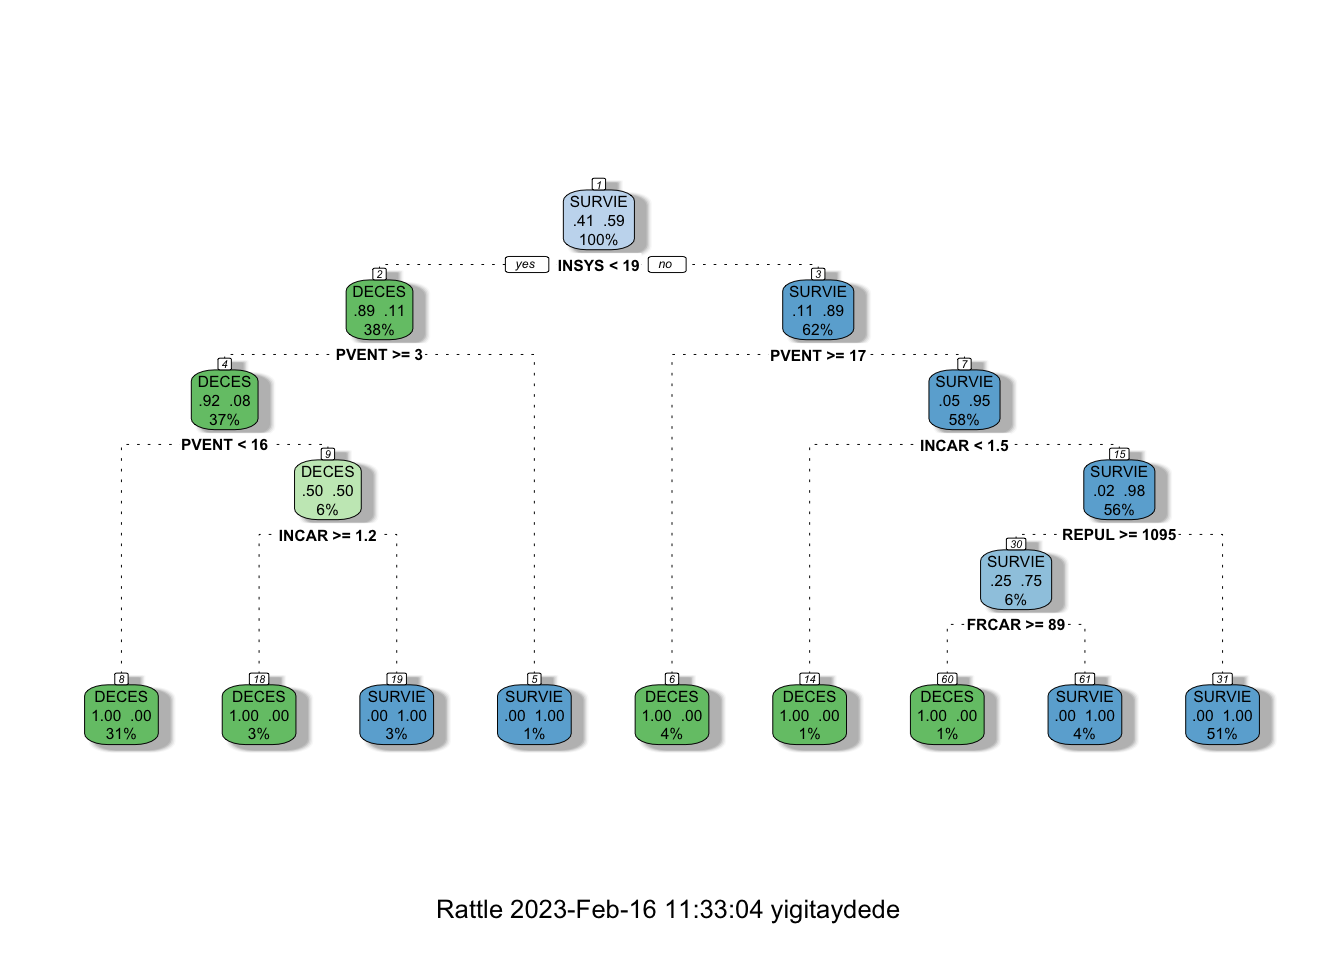 1
SURVIE
.41 .59
100%
yes INSYS < 19 no
2
DECES
.89 .11
38%
3
SURVIE
.11 .89
62%
PVENT >= 3
PVENT >= 17
4
DECES
.92 .08
37%
7
SURVIE
.05 .95
58%
PVENT < 16
INCAR < 1.5
9
DECES
.50 .50
6%
15
SURVIE
.02 .98
56%
INCAR >= 1.2
REPUL >= 1095
30
SURVIE
.25 .75
6%
FRCAR >= 89
8
DECES
1.00 .00
31%
18
DECES
1.00 .00
3%
19
SURVIE
.00 1.00
3%
5
SURVIE
.00 1.00
1%
6
DECES
1.00 .00
4%
14
DECES
1.00 .00
1%
60
DECES
1.00 .00
1%
61
SURVIE
.00 1.00
4%
31
SURVIE
.00 1.00
51%
Rattle 2023-Feb-16 11:33:04 yigitaydede